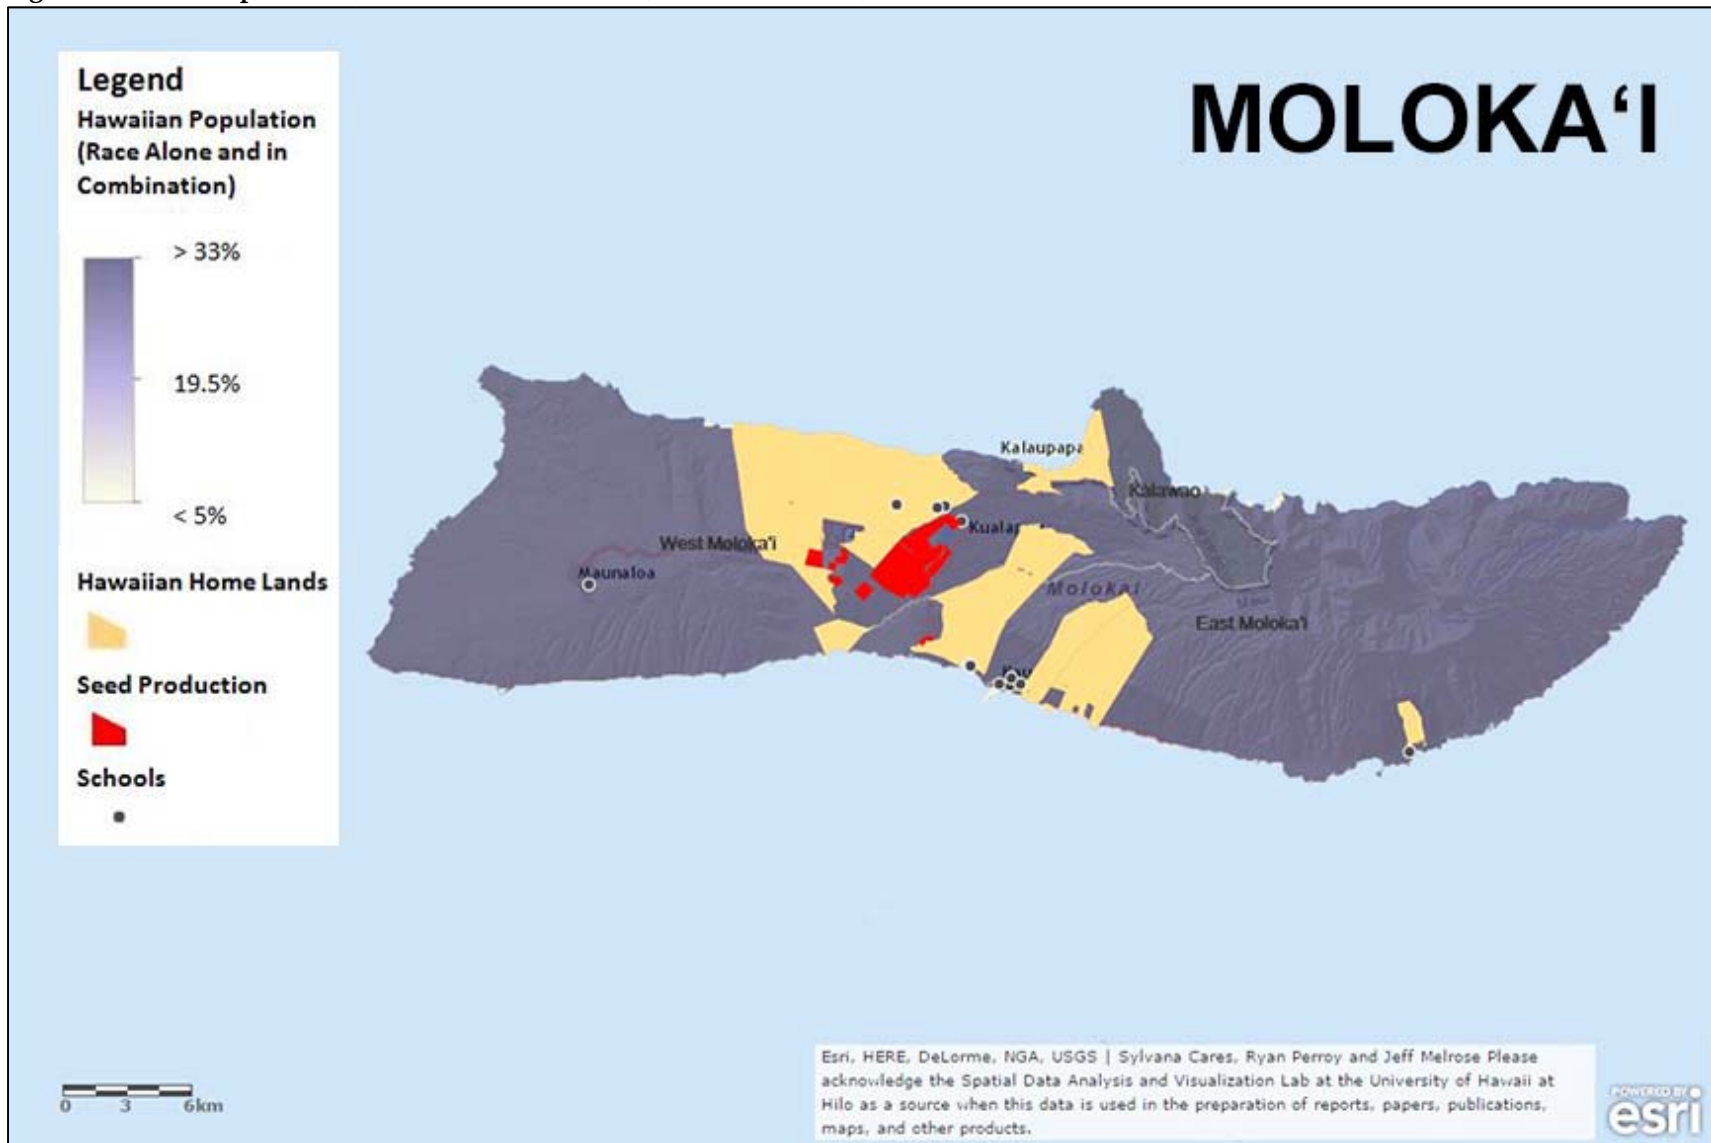 MOLOKAʻI
Legend
Hawaiian Population
(Race Alone and in
Combination)
> 33%
19.5%
< 5%
Hawaiian Home Lands
Seed Production
Schools
Kalaupapa
Kalawao
West Moloka'i
Maunaloa
Molokai
East Moloka'i
0 3 6km
Esri, HERE, DeLorme, NGA, USGS | Sylvana Cares, Ryan Perroy and Jeff Melrose Please
acknowledge the Spatial Data Analysis and Visualization Lab at the University of Hawaii at
Hilo as a source when this data is used in the preparation of reports, papers, publications,
maps, and other products.
POWERED BY
esri